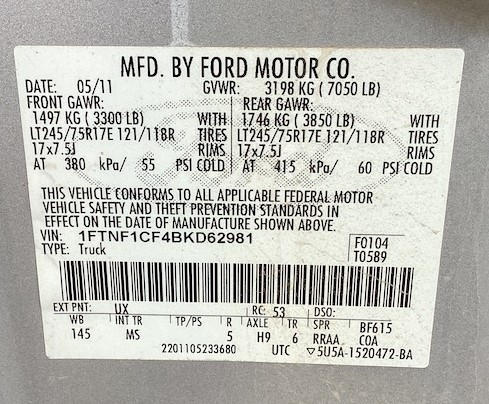 MFD. BY FORD MOTOR CO.
DATE: 05/11 GVWR: 3198 KG ( 7050 LB)
FRONT GAWR: REAR GAWR:
1497 KG ( 3300 LB) WITH 1746 KG ( 3850 LB) WITH
LT245/75R17E 121/118R TIRES LT245/75R17E 121/118R TIRES
17x7.5J RIMS 17x7.5J RIMS
AT 380 kPa/ 55 PSI COLD AT 415 kPa/ 60 PSI COLD
THIS VEHICLE CONFORMS TO ALL APPLICABLE FEDERAL MOTOR
VEHICLE SAFETY AND THEFT PREVENTION STANDARDS IN
EFFECT ON THE DATE OF MANUFACTURE SHOWN ABOVE.
VIN: 1FTNF1CF4BKD62981 F0104
TYPE: Truck T0589
EXT PNT: UX RC: 53 DSO:
WB INT TR TP/PS R AXLE TR SPR BF615
145 MS 5 H9 6 RRAA COA
2201105233680 UTC ▽5U5A-1520472-BA